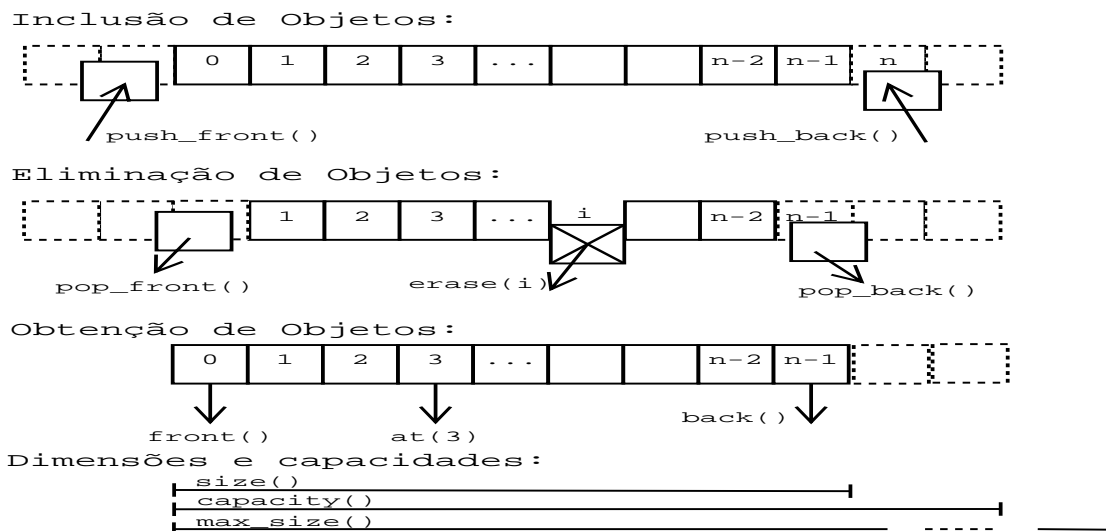 Inclusão de Objetos:
0 1 2 3 ... n-2 n-1 n
push_front() push_back()
Eliminação de Objetos:
1 2 3 ... i n-2 n-1
pop_front() erase(i) pop_back()
Obtenção de Objetos:
0 1 2 3 ... n-2 n-1
front() at(3) back()
Dimensões e capacidades:
size()
capacity()
max_size()